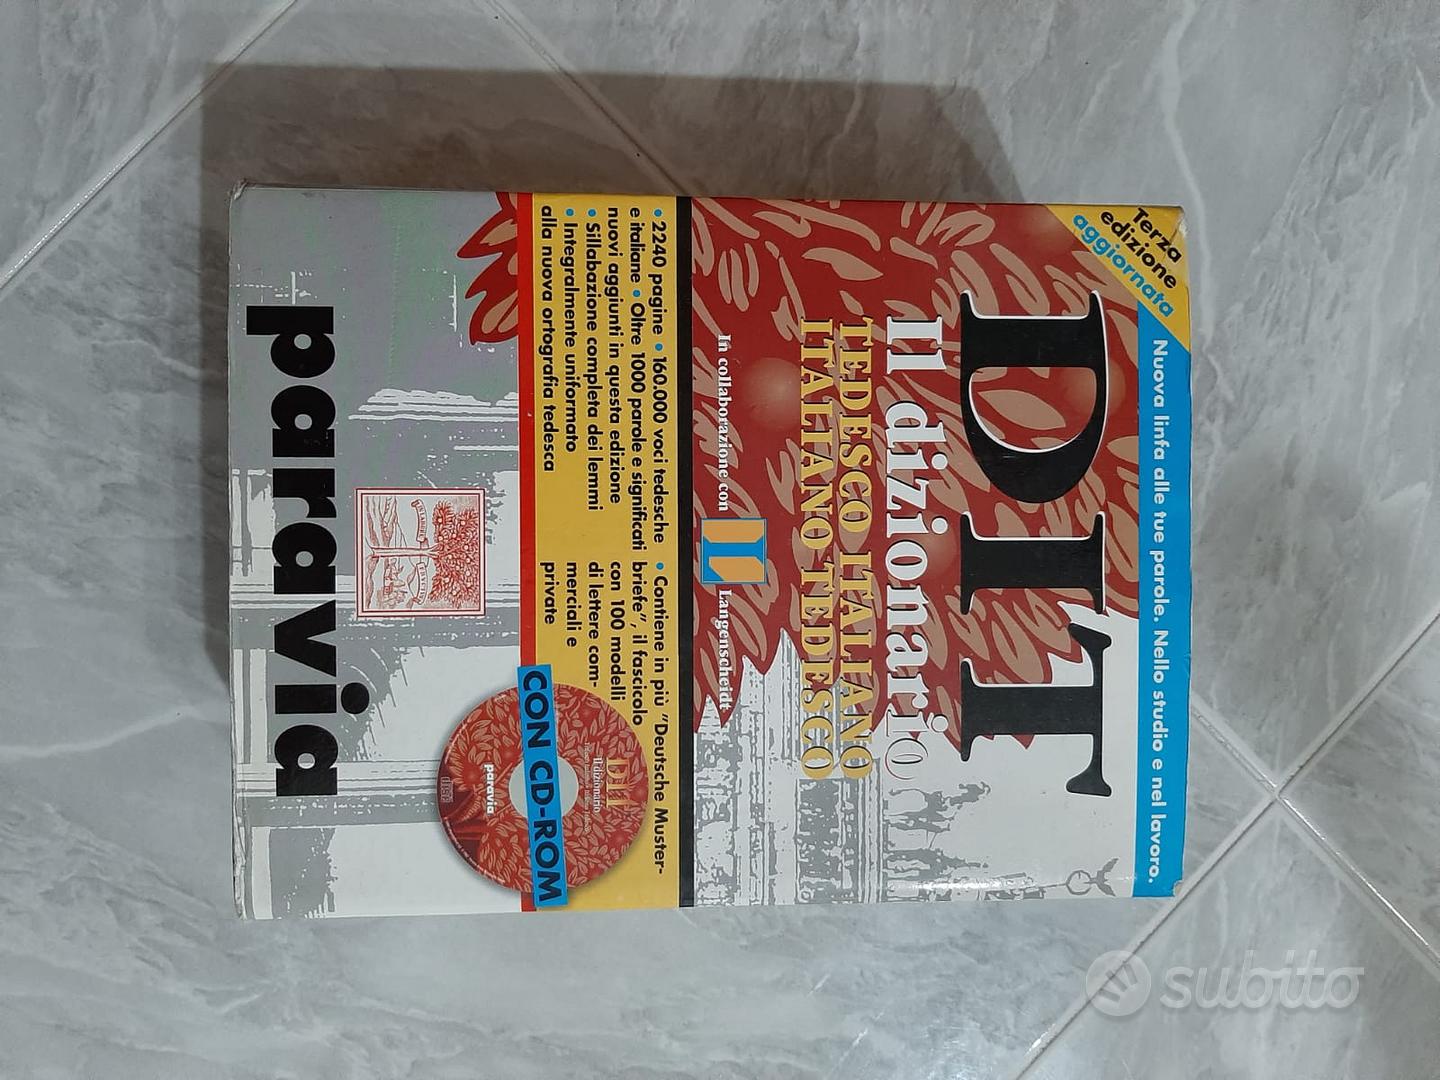 Nuova linfa alle tue parole. Nello studio e nel lavoro.
Terza
edizione
aggiornata
DIT
Il dizionario
TEDESCO ITALIANO
ITALIANO TEDESCO
In collaborazione con L Langenscheidt
• 2240 pagine • 160.000 voci tedesche
e italiane • Oltre 1000 parole e significati
nuovi aggiunti in questa edizione
• Sillabazione completa dei lemmi
• Integralmente uniformato
alla nuova ortografia tedesca
• Contiene in più "Deutsche Muster-
briefe", il fascicolo
con 100 modelli
di lettere com-
merciali e
private
DIT
Il dizionario
paravia
CON CD-ROM
paravia
subito